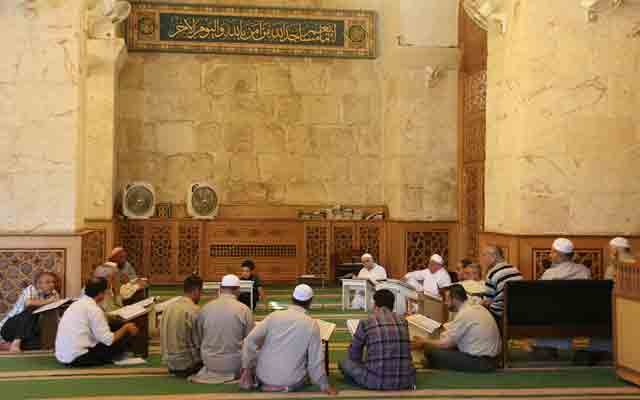 إنما يعمر مساجد الله من آمن بالله واليوم الآخر